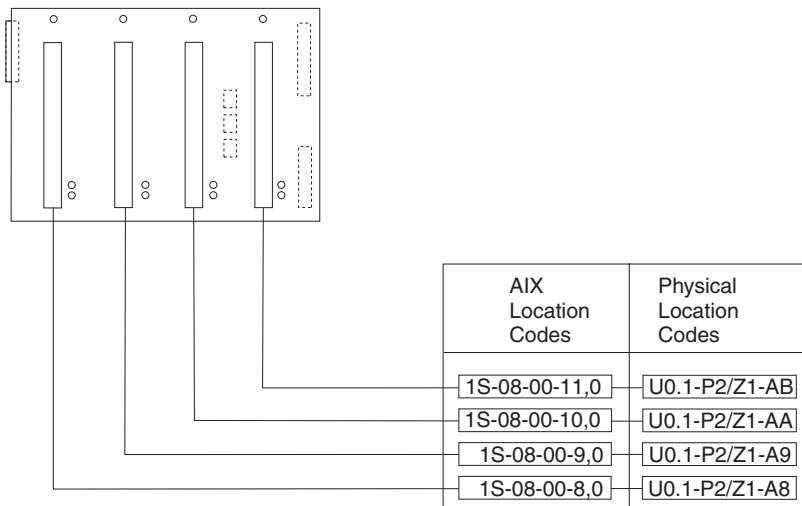 AIX
Location
Codes
Physical
Location
Codes
1S-08-00-11,0 U0.1-P2/Z1-AB
1S-08-00-10,0 U0.1-P2/Z1-AA
1S-08-00-9,0 U0.1-P2/Z1-A9
1S-08-00-8,0 U0.1-P2/Z1-A8